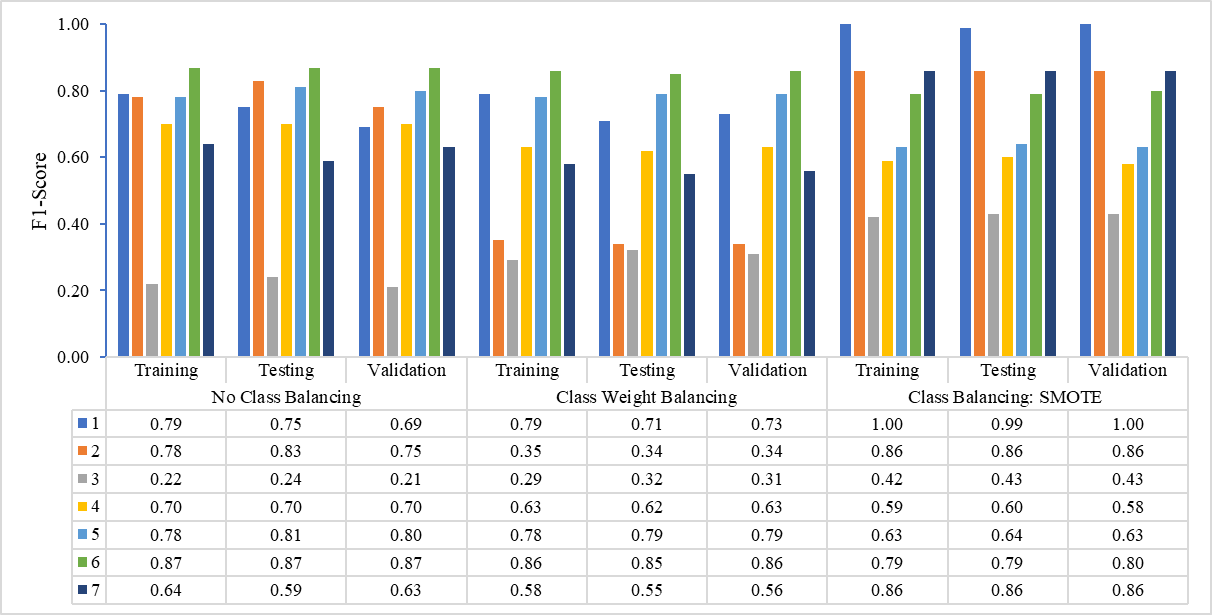 1.00
0.80
0.60
0.40
0.20
0.00
F1-Score
Training Testing Validation Training Testing Validation Training Testing Validation
No Class Balancing Class Weight Balancing Class Balancing: SMOTE
1 0.79 0.75 0.69 0.79 0.71 0.73 1.00 0.99 1.00
2 0.78 0.83 0.75 0.35 0.34 0.34 0.86 0.86 0.86
3 0.22 0.24 0.21 0.29 0.32 0.31 0.42 0.43 0.43
4 0.70 0.70 0.70 0.63 0.62 0.63 0.59 0.60 0.58
5 0.78 0.81 0.80 0.78 0.79 0.79 0.63 0.64 0.63
6 0.87 0.87 0.87 0.86 0.85 0.86 0.79 0.79 0.80
7 0.64 0.59 0.63 0.58 0.55 0.56 0.86 0.86 0.86